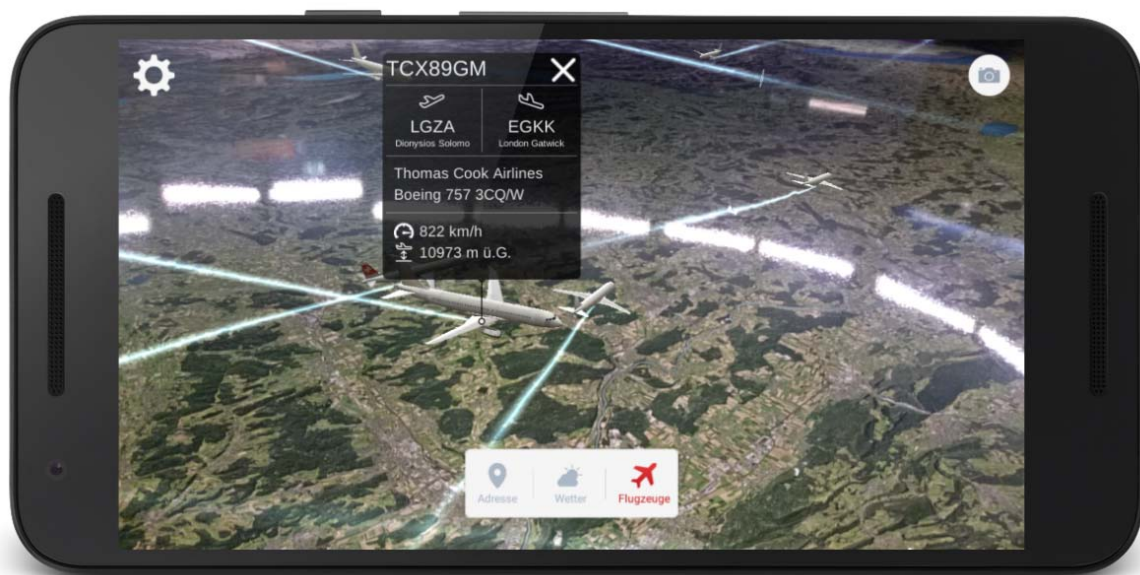 TCX89GM
LGZA
Dionysios Solomo
EGKK
London Gatwick
Thomas Cook Airlines
Boeing 757 3CQ/W
822 km/h
10973 m ü.G.
Adresse
Wetter
Flugzeuge